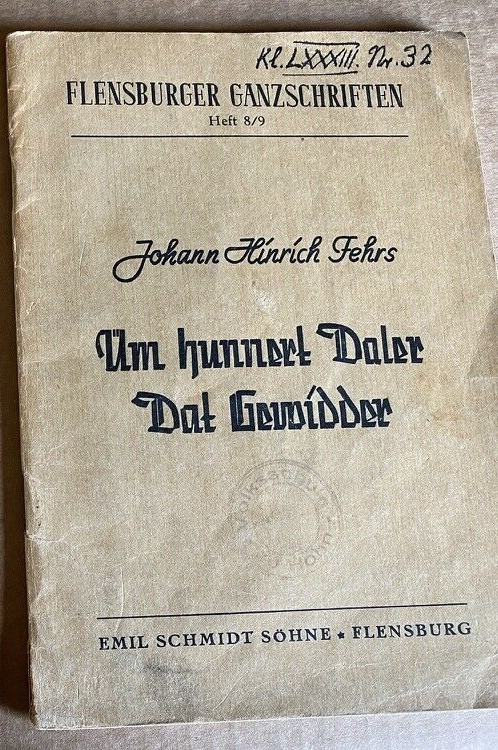 Kl. LXXXIII. Nr. 32
FLENSBURGER GANZSCHRIFTEN
Heft 8/9
Johann Hinrich Fehrs
Üm hunnert Daler
Dat Gewidder
EMIL SCHMIDT SÖHNE ★ FLENSBURG